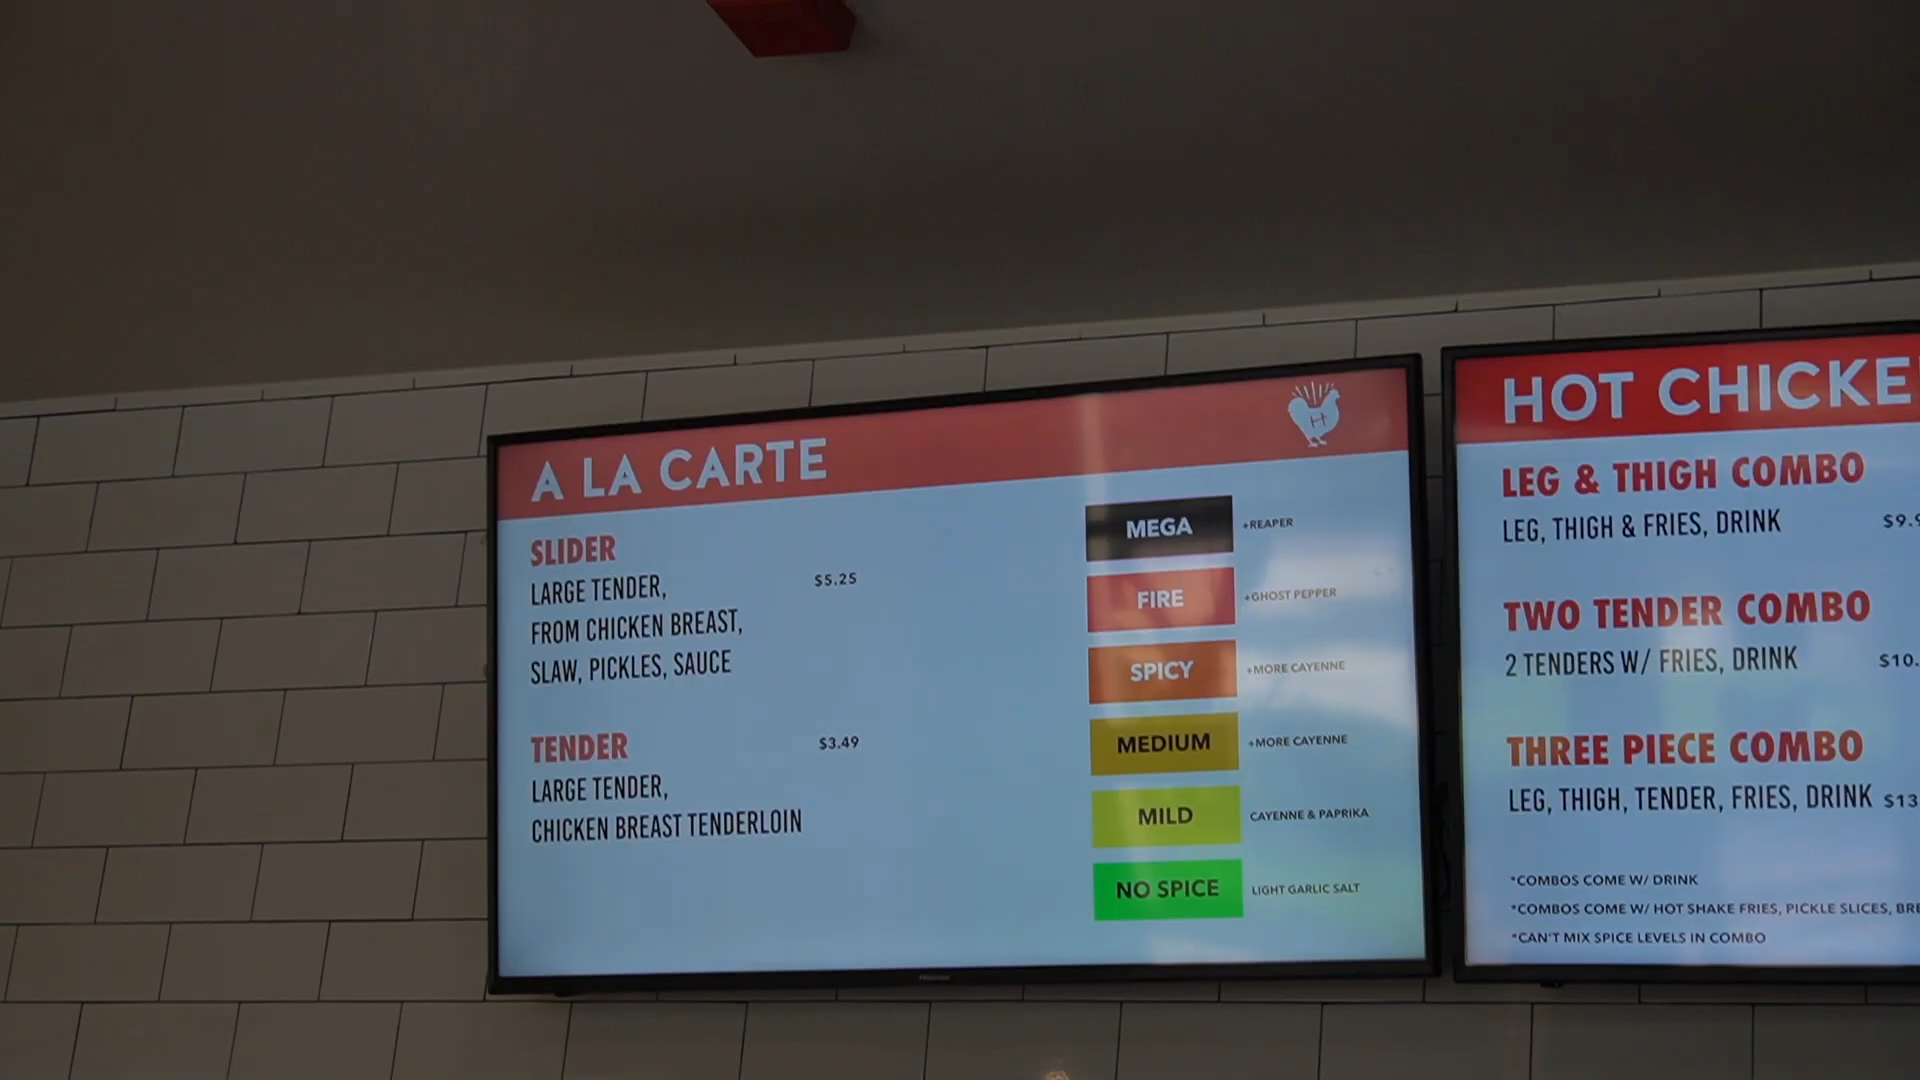 A LA CARTE
SLIDER
LARGE TENDER,
$5.25
FROM CHICKEN BREAST,
SLAW, PICKLES, SAUCE
TENDER
$3.49
LARGE TENDER,
CHICKEN BREAST TENDERLOIN
MEGA +REAPER
FIRE +GHOST PEPPER
SPICY +MORE CAYENNE
MEDIUM +MORE CAYENNE
MILD CAYENNE & PAPRIKA
NO SPICE LIGHT GARLIC SALT
HOT CHICKE
LEG & THIGH COMBO
LEG, THIGH & FRIES, DRINK
TWO TENDER COMBO
2 TENDERS W/ FRIES, DRINK
THREE PIECE COMBO
LEG, THIGH, TENDER, FRIES, DRINK $13
*COMBOS COME W/ DRINK
*COMBOS COME W/ HOT SHAKE FRIES, PICKLE SLICES,
*CAN'T MIX SPICE LEVELS IN COMBO